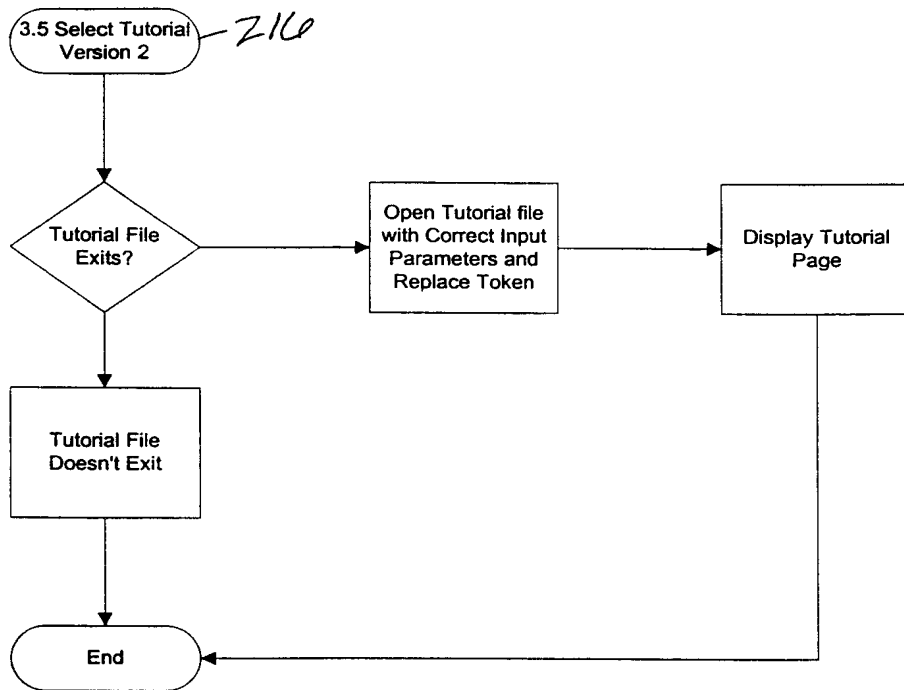 3.5 Select Tutorial
Version 2
216
Tutorial File
Exits?
Open Tutorial file
with Correct Input
Parameters and
Replace Token
Display Tutorial
Page
Tutorial File
Doesn't Exit
End